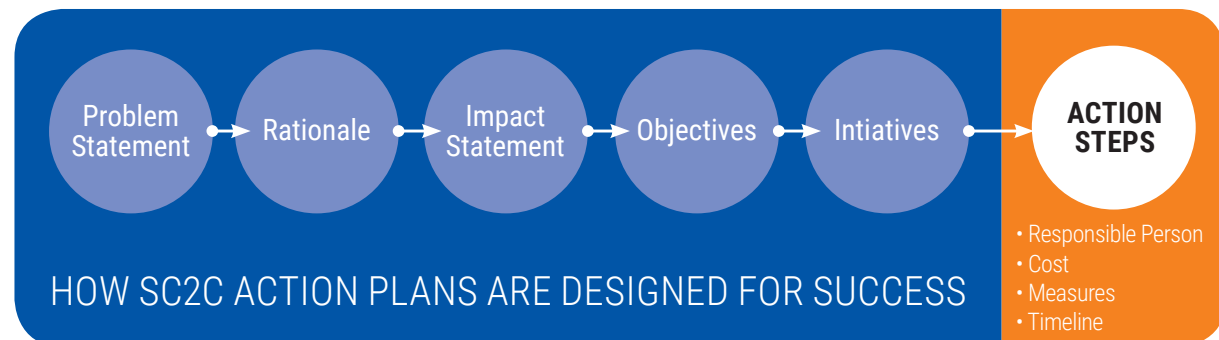 Problem
Statement
Rationale
Impact
Statement
Objectives
Intiatives
ACTION
STEPS
• Responsible Person
• Cost
• Measures
• Timeline
HOW SC2C ACTION PLANS ARE DESIGNED FOR SUCCESS